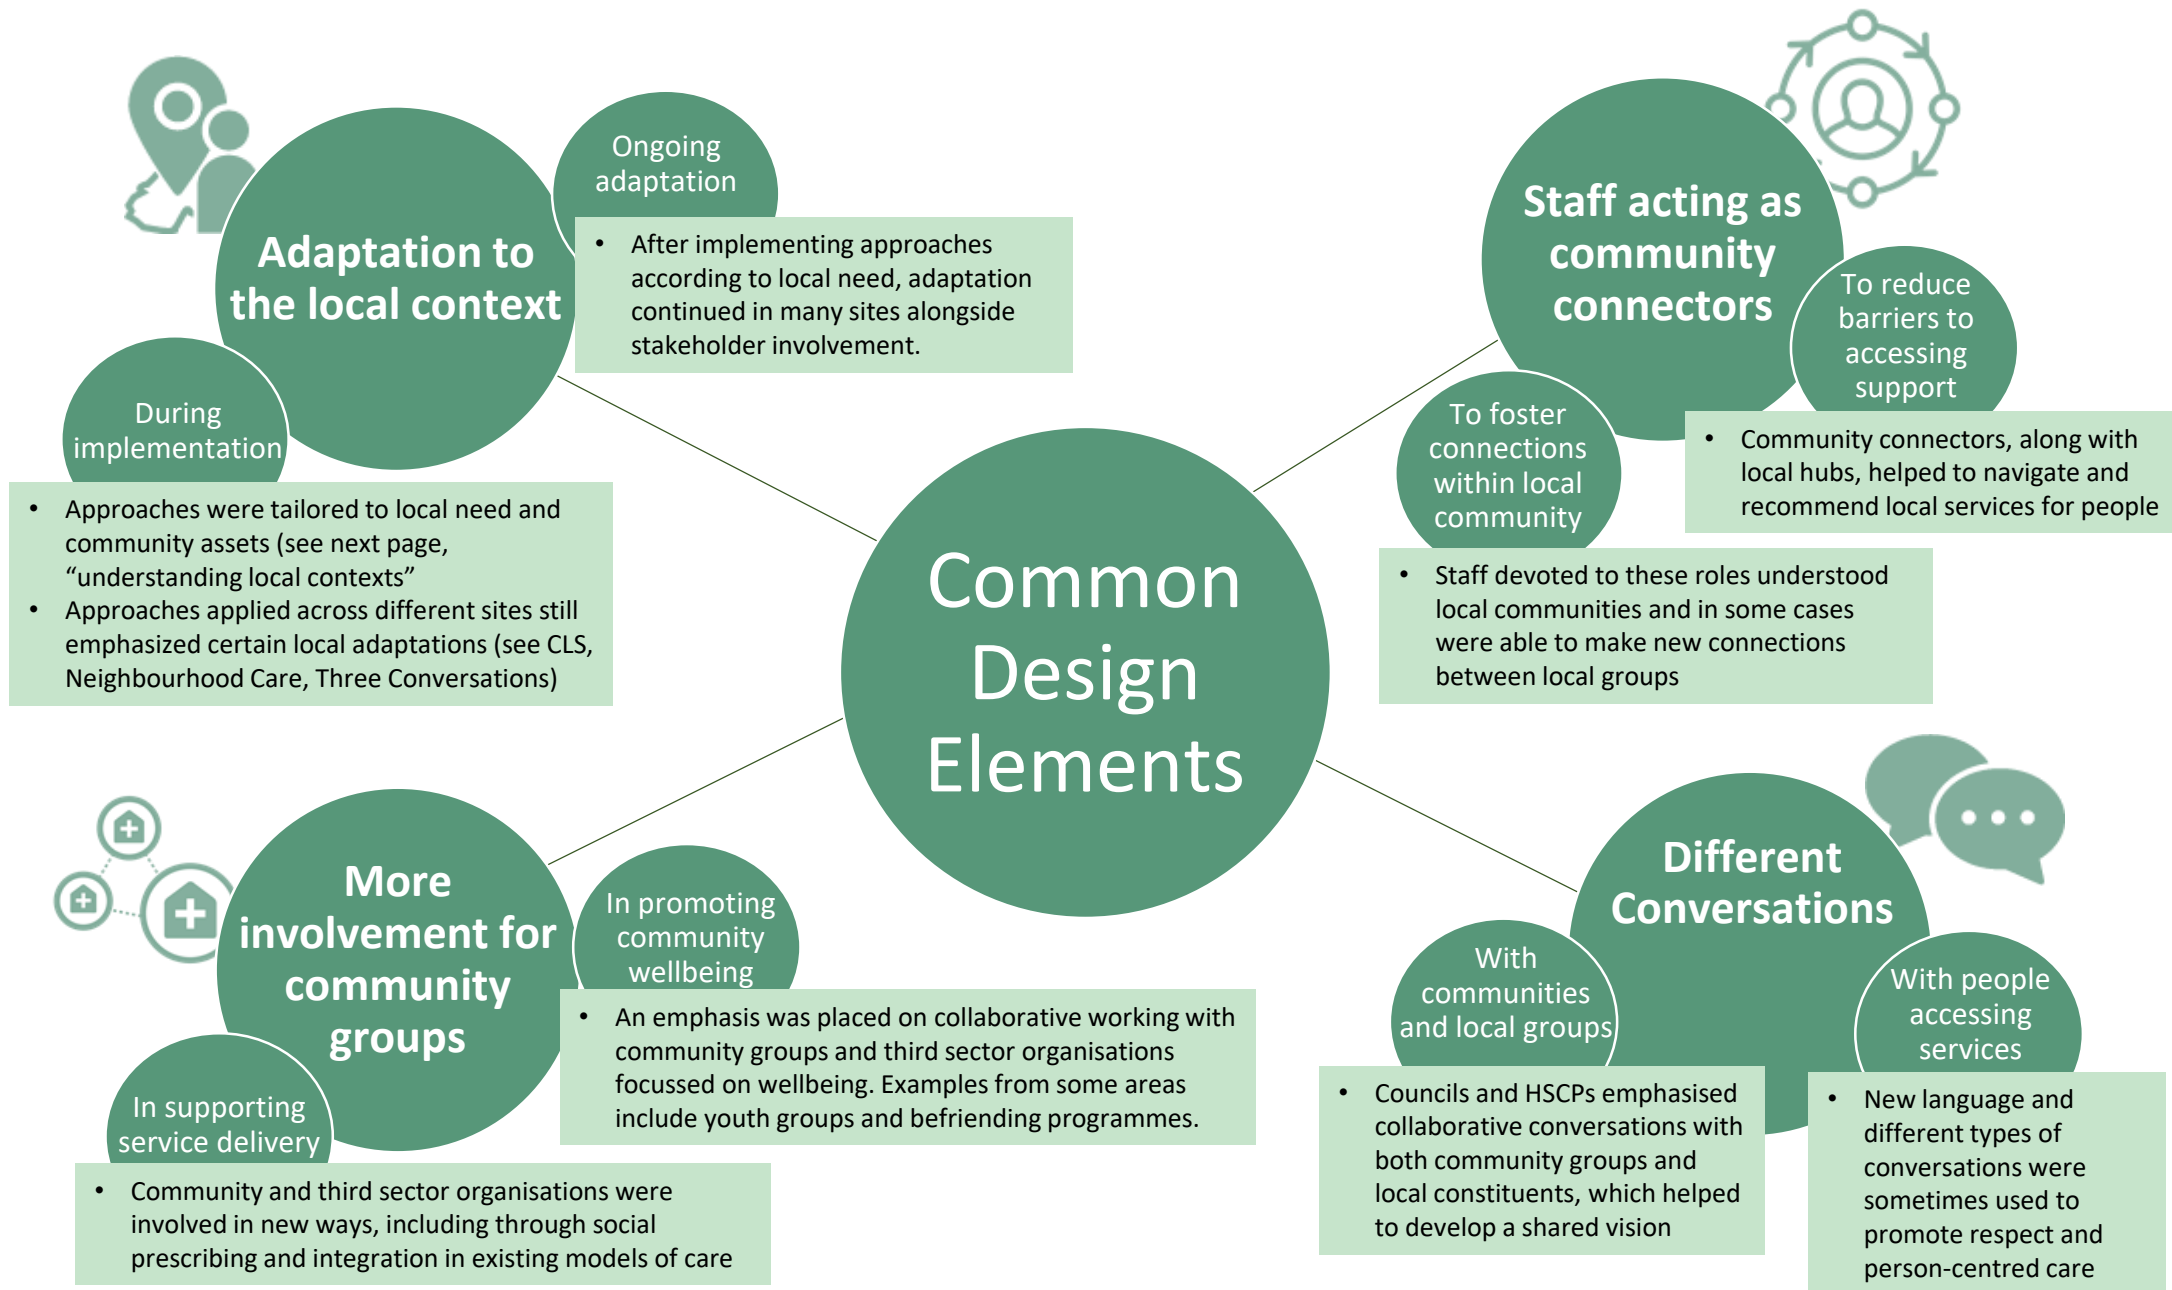 Common
Design
Elements
Adaptation to
the local context
Ongoing
adaptation
• After implementing approaches
according to local need, adaptation
continued in many sites alongside
stakeholder involvement.
During
implementation
• Approaches were tailored to local need and
community assets (see next page,
“understanding local contexts”
• Approaches applied across different sites still
emphasized certain local adaptations (see CLS,
Neighbourhood Care, Three Conversations)
Staff acting as
community
connectors
To reduce
barriers to
accessing
support
• Community connectors, along with
local hubs, helped to navigate and
recommend local services for people
To foster
connections
within local
community
• Staff devoted to these roles understood
local communities and in some cases
were able to make new connections
between local groups
More
involvement for
community
groups
In promoting
community
wellbeing
• An emphasis was placed on collaborative working with
community groups and third sector organisations
focussed on wellbeing. Examples from some areas
include youth groups and befriending programmes.
In supporting
service delivery
• Community and third sector organisations were
involved in new ways, including through social
prescribing and integration in existing models of care
Different
Conversations
With
communities
and local groups
• Councils and HSCPs emphasised
collaborative conversations with
both community groups and
local constituents, which helped
to develop a shared vision
With people
accessing
services
• New language and
different types of
conversations were
sometimes used to
promote respect and
person-centred care